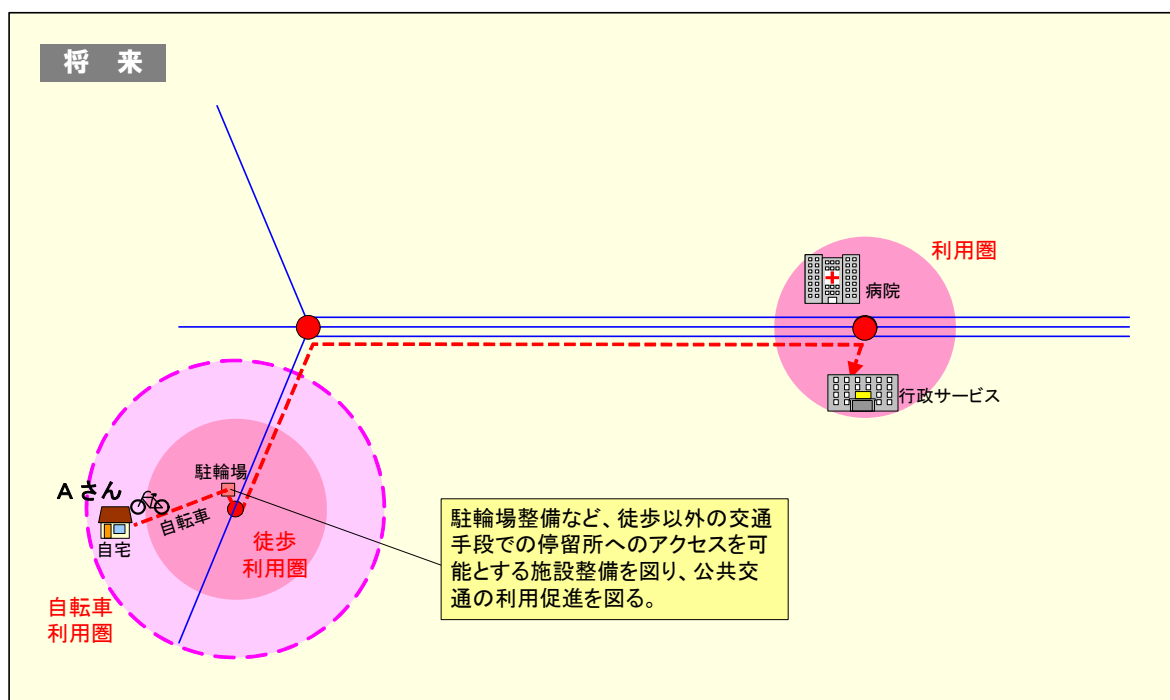 将 来
利用圏
病院
行政サービス
駐輪場
Aさん
自転車
自宅
徒歩
利用圏
自転車
利用圏
駐輪場整備など、徒歩以外の交通
手段での停留所へのアクセスを可
能とする施設整備を図り、公共交
通の利用促進を図る。